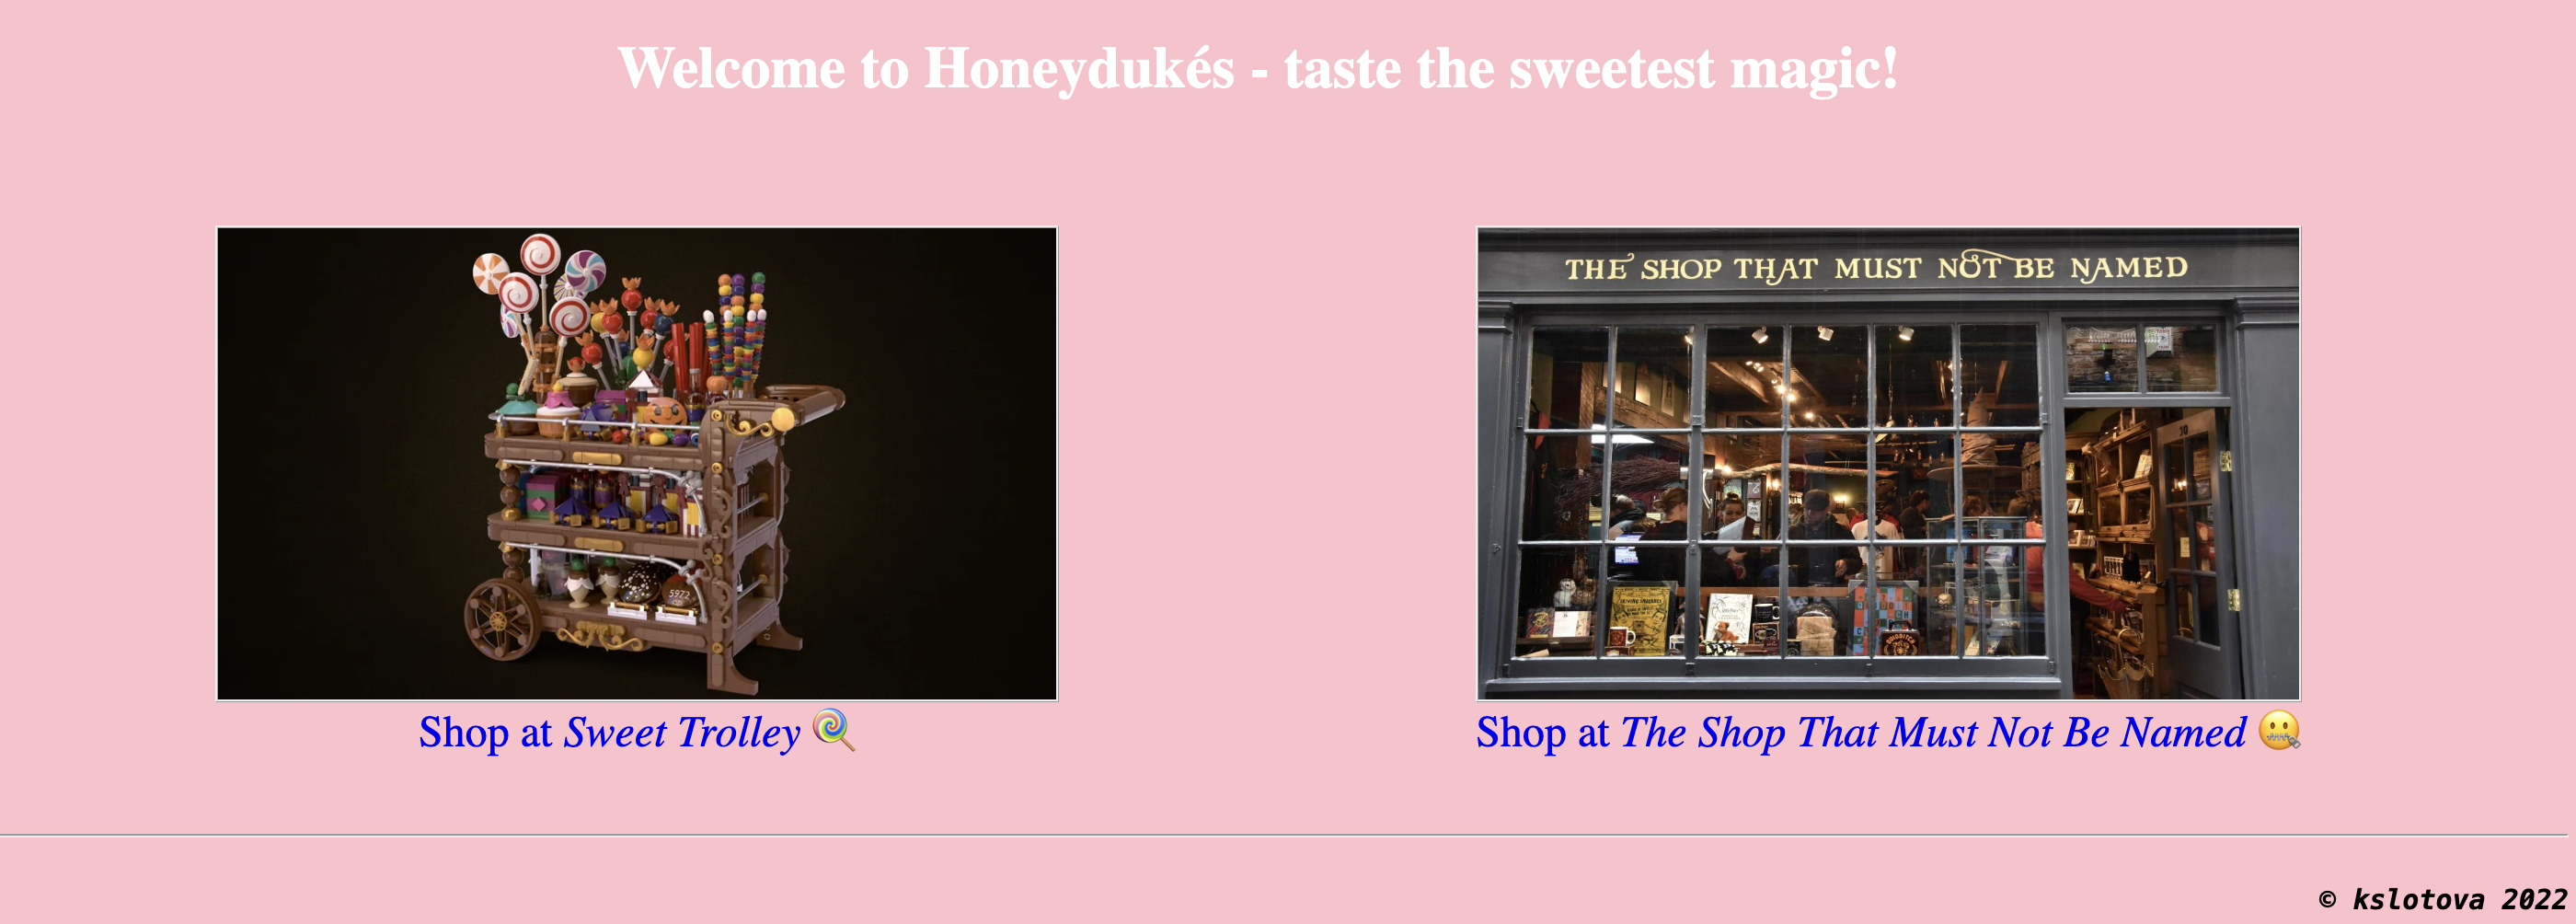 Welcome to Honeydukés - taste the sweetest magic!
THE SHOP THAT MUST NOT BE NAMED
5972
Shop at Sweet Trolley 🍭
Shop at The Shop That Must Not Be Named 🤐
© kslotova 2022